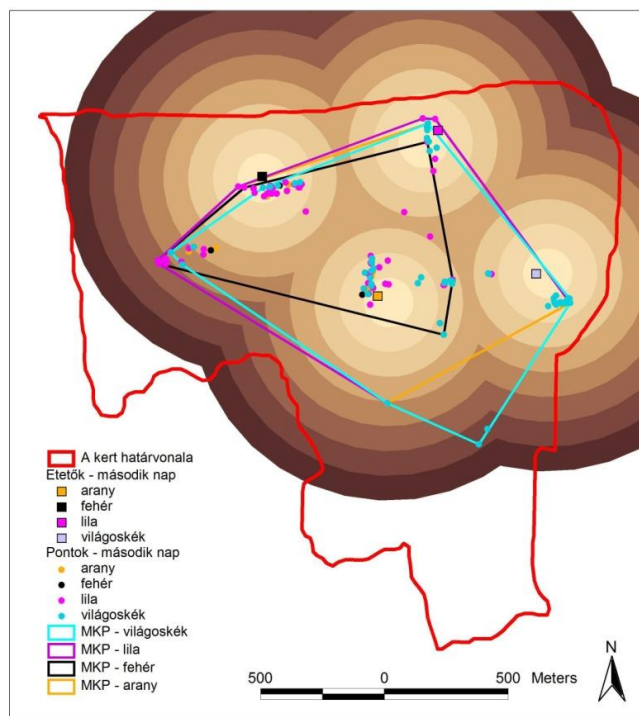 A kert határvonala
Etetők - második nap
arany
fehér
lila
világoskék
Pontok - második nap
arany
fehér
lila
világoskék
MKP - világoskék
MKP - lila
MKP - fehér
MKP - arany
N
500 0 500 Meters